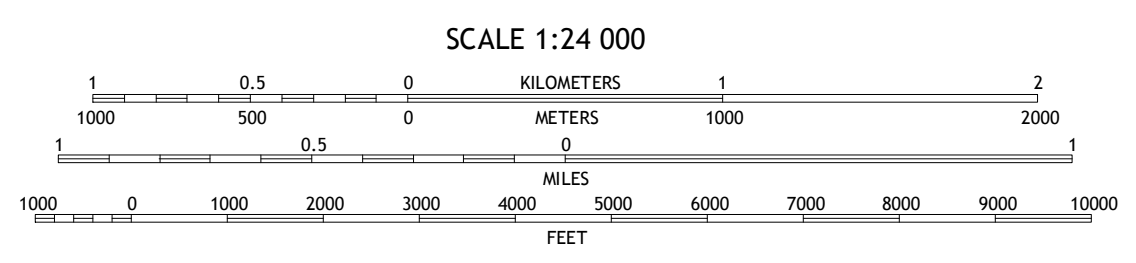 SCALE 1:24 000
1 0.5 0 KILOMETERS 1 2
1000 500 0 METERS 1000 2000
1 0.5 0 1
MILES
1000 0 1000 2000 3000 4000 5000 6000 7000 8000 9000 10000
FEET